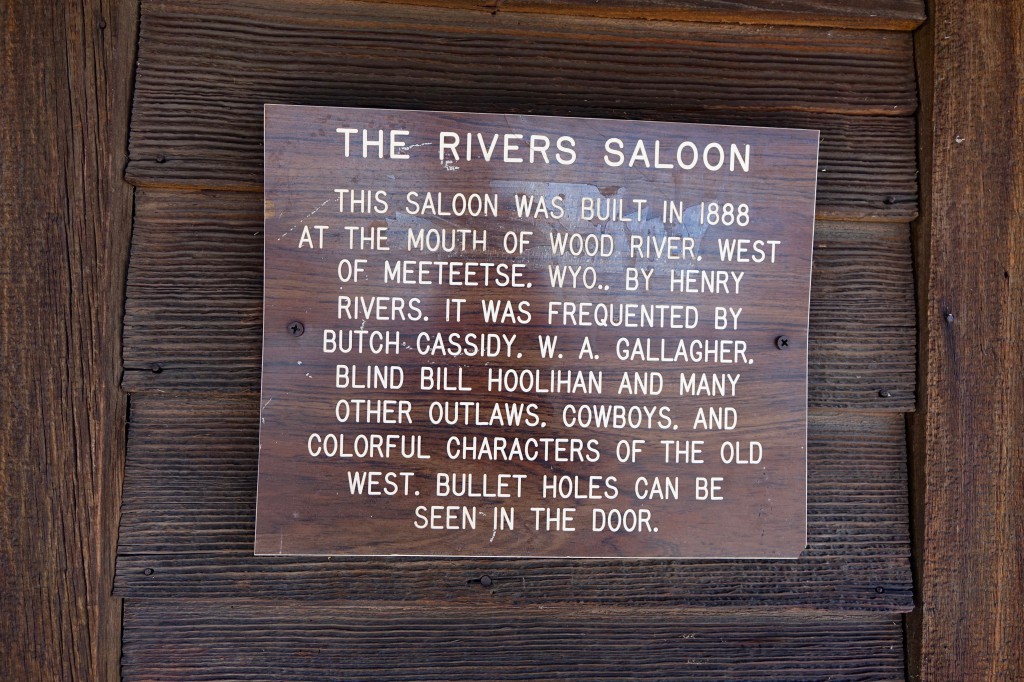 THE RIVERS SALOON
THIS SALOON WAS BUILT IN 1888
AT THE MOUTH OF WOOD RIVER, WEST
OF MEETEETSE, WYO., BY HENRY
RIVERS. IT WAS FREQUENTED BY
BUTCH CASSIDY, W. A. GALLAGHER,
BLIND BILL HOOLIHAN AND MANY
OTHER OUTLAWS, COWBOYS, AND
COLORFUL CHARACTERS OF THE OLD
WEST. BULLET HOLES CAN BE
SEEN IN THE DOOR.